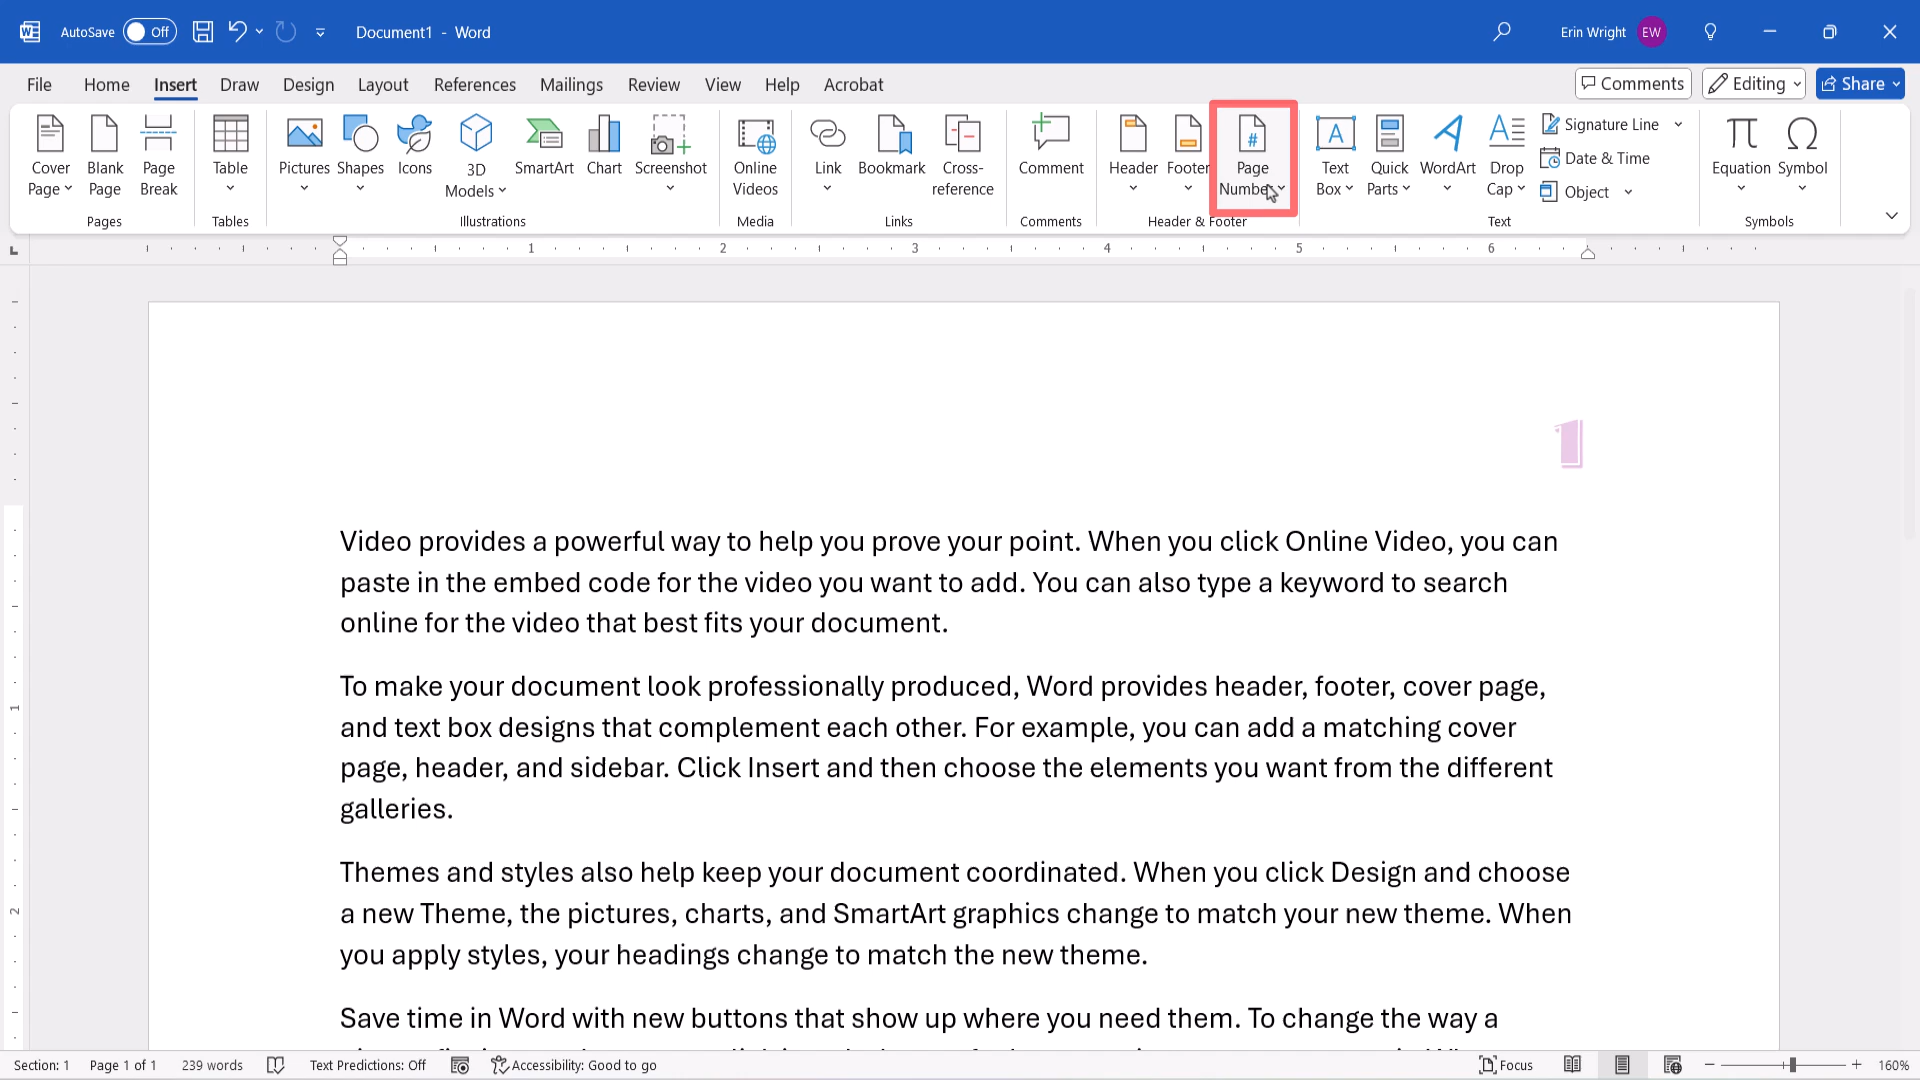 AutoSave Off Document1 - Word Erin Wright EW
File Home Insert Draw Design Layout References Mailings Review View Help Acrobat Comments Editing Share
Cover Page
Blank Page
Page Break
Pages
Table
Tables
Pictures
Shapes
Icons
3D Models
SmartArt
Chart
Screenshot
Illustrations
Online Videos
Media
Link
Bookmark
Cross-reference
Links
Comment
Comments
Header
Footer
# Page Number
Header & Footer
A Text Box
Quick Parts
WordArt
Drop Cap
Signature Line
Date & Time
Object
Text
Equation
Symbol
Symbols
1 2 3 4 5 6
1
Video provides a powerful way to help you prove your point. When you click Online Video, you can
paste in the embed code for the video you want to add. You can also type a keyword to search
online for the video that best fits your document.
To make your document look professionally produced, Word provides header, footer, cover page,
and text box designs that complement each other. For example, you can add a matching cover
page, header, and sidebar. Click Insert and then choose the elements you want from the different
galleries.
Themes and styles also help keep your document coordinated. When you click Design and choose
a new Theme, the pictures, charts, and SmartArt graphics change to match your new theme. When
you apply styles, your headings change to match the new theme.
Save time in Word with new buttons that show up where you need them. To change the way a
1
2
Section: 1 Page 1 of 1 239 words Text Predictions: Off Accessibility: Good to go Focus 160%